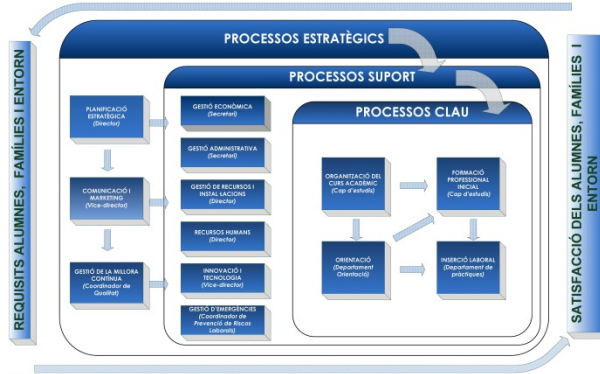 REQUISITS ALUMNES, FAMÍLIES I ENTORN
PROCESSOS ESTRATÈGICS
PROCESSOS SUPORT
PROCESSOS CLAU
PLANIFICACIÓ
ESTRATÈGICA
(Director)
COMUNICACIÓ I
MARKETING
(Vice-director)
GESTIÓ DE LA MILLORA
CONTÍNUA
(Coordinador de
Qualitat)
GESTIÓ ECONÒMICA
(Secretari)
GESTIÓ ADMINISTRATIVA
(Secretari)
GESTIÓ DE RECURSOS I
INSTAL·LACIONS
(Director)
RECURSOS HUMANS
(Director)
INNOVACIÓ I
TECNOLOGIA
(Vice-director)
GESTIÓ D'EMERGÈNCIES
(Coordinador de
Prevenció de Riscos
Laborals)
ORGANITZACIÓ DEL
CURS ACADÈMIC
(Cap d'estudis)
FORMACIÓ
PROFESSIONAL
INICIAL
(Cap d'estudis)
ORIENTACIÓ
(Departament
Orientació)
INSERCIÓ LABORAL
(Departament de
pràctiques)
SATISFACCIÓ DELS ALUMNES, FAMÍLIES I
ENTORN